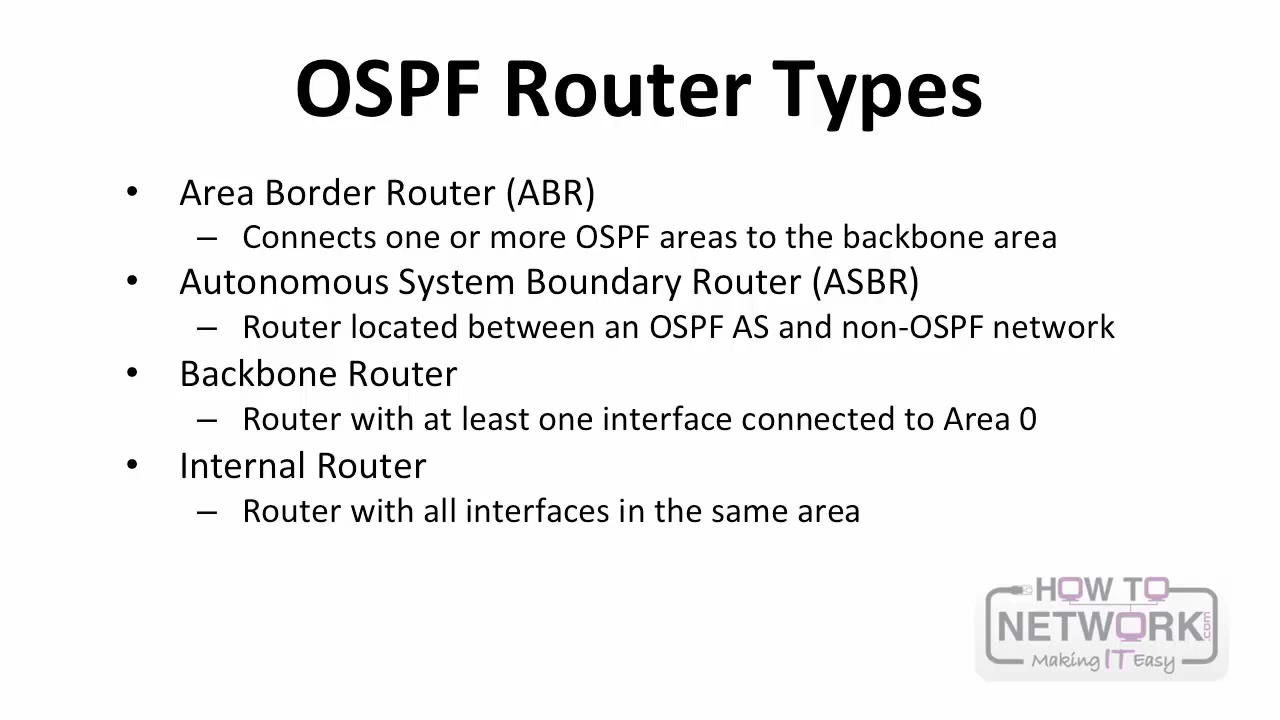 OSPF Router Types
• Area Border Router (ABR)
– Connects one or more OSPF areas to the backbone area
• Autonomous System Boundary Router (ASBR)
– Router located between an OSPF AS and non-OSPF network
• Backbone Router
– Router with at least one interface connected to Area 0
• Internal Router
– Router with all interfaces in the same area
HOW TO
NETWORK.com
Making IT Easy